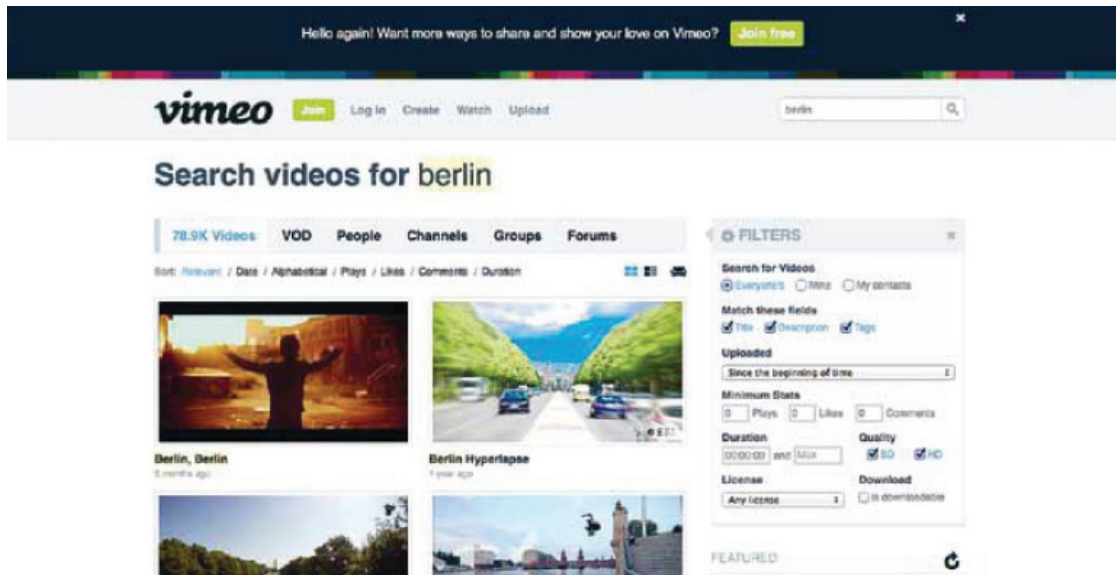 Hello again! Want more ways to share and show your love on Vimeo? Join free
vimeo Join Log In Create Watch Upload berlin
Search videos for berlin
78.9K Videos VOD People Channels Groups Forums
Sort: Relevant / Date / Alphabetical / Plays / Likes / Comments / Duration
Berlin, Berlin
5 months ago
Berlin Hyperlapse
1 year ago
FILTERS
Search for Videos
Everyone's Mine My contacts
Match these fields
Title Description Tags
Uploaded
Since the beginning of time
Minimum Stats
0 Plays 0 Likes 0 Comments
Duration Quality
00:00:00 and Max SD HD
License Download
Any license Is downloadable
FEATURED